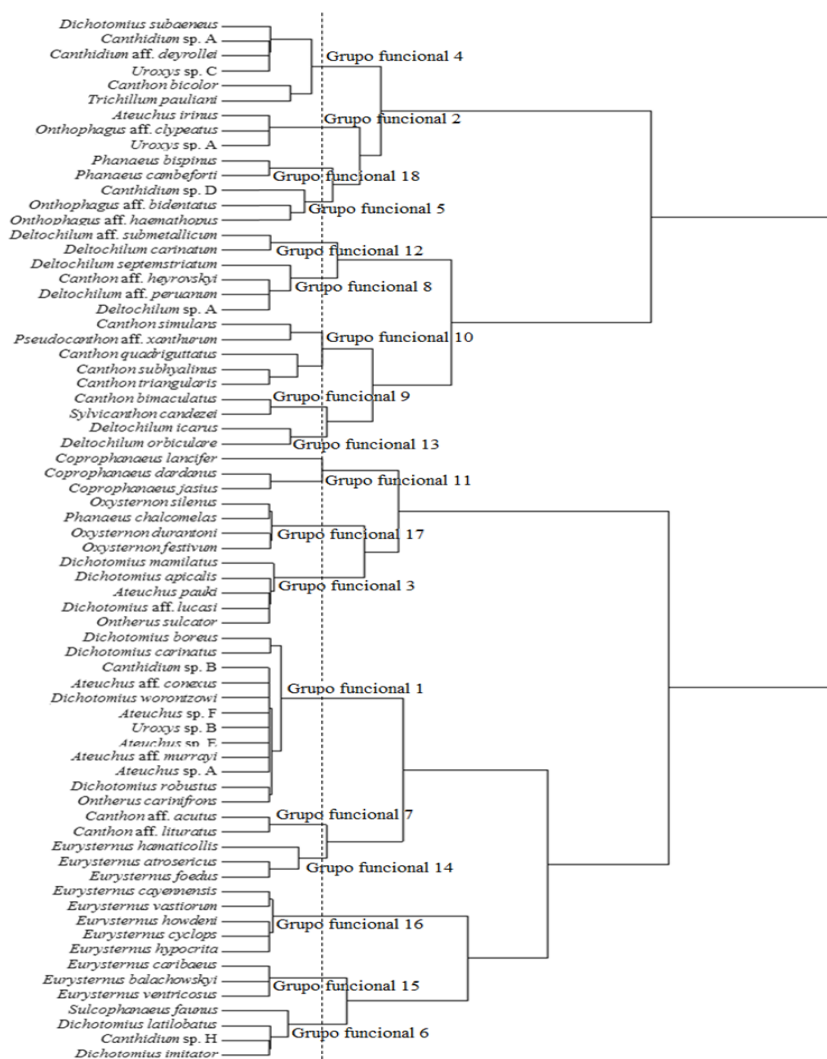 Dichotomius subaeneus
Canthidium sp. A
Canthidium aff. deyrollei
Uroxys sp. C
Grupo funcional 4
Canthon bicolor
Trichillum pauliani
Ateuchus irinus
Grupo funcional 2
Onthophagus aff. clypeatus
Uroxys sp. A
Phanaeus bispinus
Phanaeus cambeforti
Grupo funcional 18
Canthidium sp. D
Onthophagus aff. bidentatus
Grupo funcional 5
Onthophagus aff. haemathopus
Deltochilum aff. submetallicum
Deltochilum carinatum
Grupo funcional 12
Deltochilum septemstriatum
Canthon aff. heyrovskyi
Grupo funcional 8
Deltochilum aff. peruanum
Deltochilum sp. A
Canthon simulans
Grupo funcional 10
Pseudocanthon aff. xanthurum
Canthon quadriguttatus
Canthon subhyalinus
Canthon triangularis
Grupo funcional 9
Canthon bimaculatus
Sylvicanthon candezei
Deltochilum icarus
Deltochilum orbiculare
Grupo funcional 13
Coprophanaeus lancifer
Coprophanaeus dardanus
Grupo funcional 11
Coprophanaeus jasius
Oxysternon silenus
Phanaeus chalcomelas
Oxysternon durantoni
Grupo funcional 17
Oxysternon festivum
Dichotomius mamilatus
Dichotomius apicalis
Grupo funcional 3
Ateuchus pauki
Dichotomius aff. lucasi
Ontherus sulcator
Dichotomius boreus
Dichotomius carinatus
Canthidium sp. B
Ateuchus aff. conexus
Grupo funcional 1
Dichotomius worontzowi
Ateuchus sp. F
Uroxys sp. B
Ateuchus sp. E
Ateuchus aff. murrayi
Ateuchus sp. A
Dichotomius robustus
Ontherus carinifrons
Grupo funcional 7
Canthon aff. acutus
Canthon aff. lituratus
Eurysternus hamaticollis
Eurysternus atrosericus
Grupo funcional 14
Eurysternus foedus
Eurysternus cayennensis
Eurysternus vastiorum
Eurysternus howdeni
Grupo funcional 16
Eurysternus cyclops
Eurysternus hypocrita
Eurysternus caribaeus
Eurysternus balachowskyi
Grupo funcional 15
Eurysternus ventricosus
Sulcophanaeus faunus
Dichotomius latilobatus
Grupo funcional 6
Canthidium sp. H
Dichotomius imitator